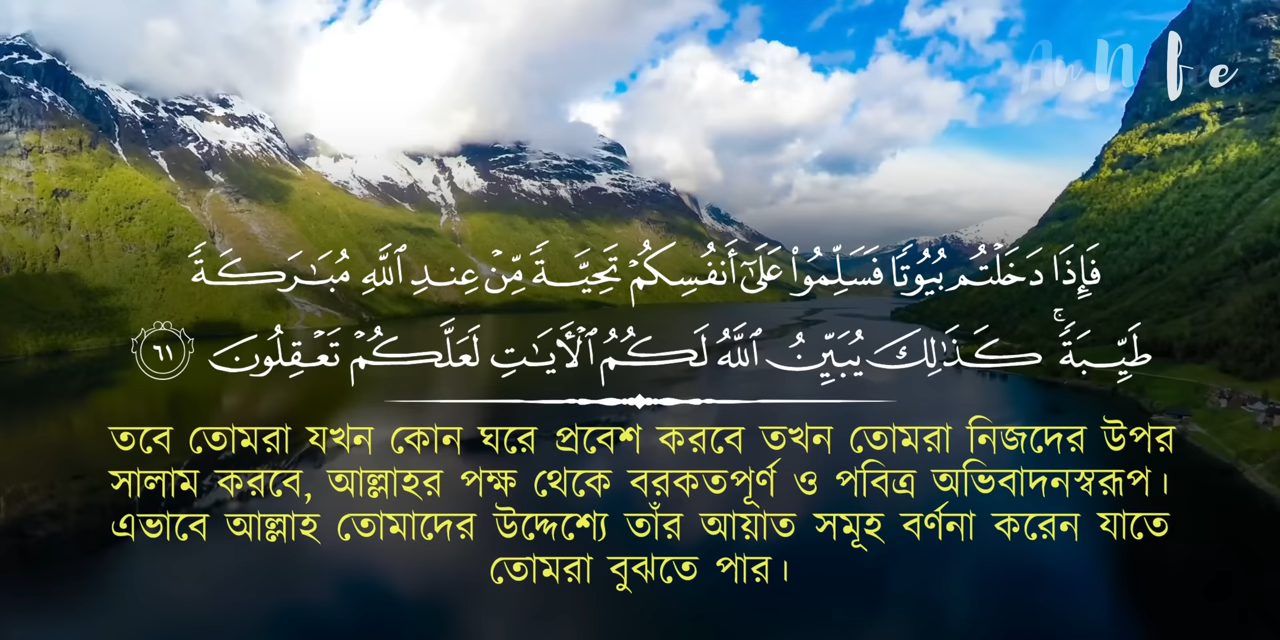 فَإِذَا دَخَلْتُم بُيُوتًا فَسَلِّمُوا۟ عَلَىٰٓ أَنفُسِكُمْ تَحِيَّةً مِّنْ عِندِ ٱللَّهِ مُبَـٰرَكَةً
طَيِّبَةً ۚ كَذَٰلِكَ يُبَيِّنُ ٱللَّهُ لَكُمُ ٱلْـَٔايَـٰتِ لَعَلَّكُمْ تَعْقِلُونَ ٦١
তবে তোমরা যখন কোন ঘরে প্রবেশ করবে তখন তোমরা নিজদের উপর
সালাম করবে, আল্লাহর পক্ষ থেকে বরকতপূর্ণ ও পবিত্র অভিবাদনস্বরূপ।
এভাবে আল্লাহ তোমাদের উদ্দেশ্যে তাঁর আয়াত সমূহ বর্ণনা করেন যাতে
তোমরা বুঝতে পার।